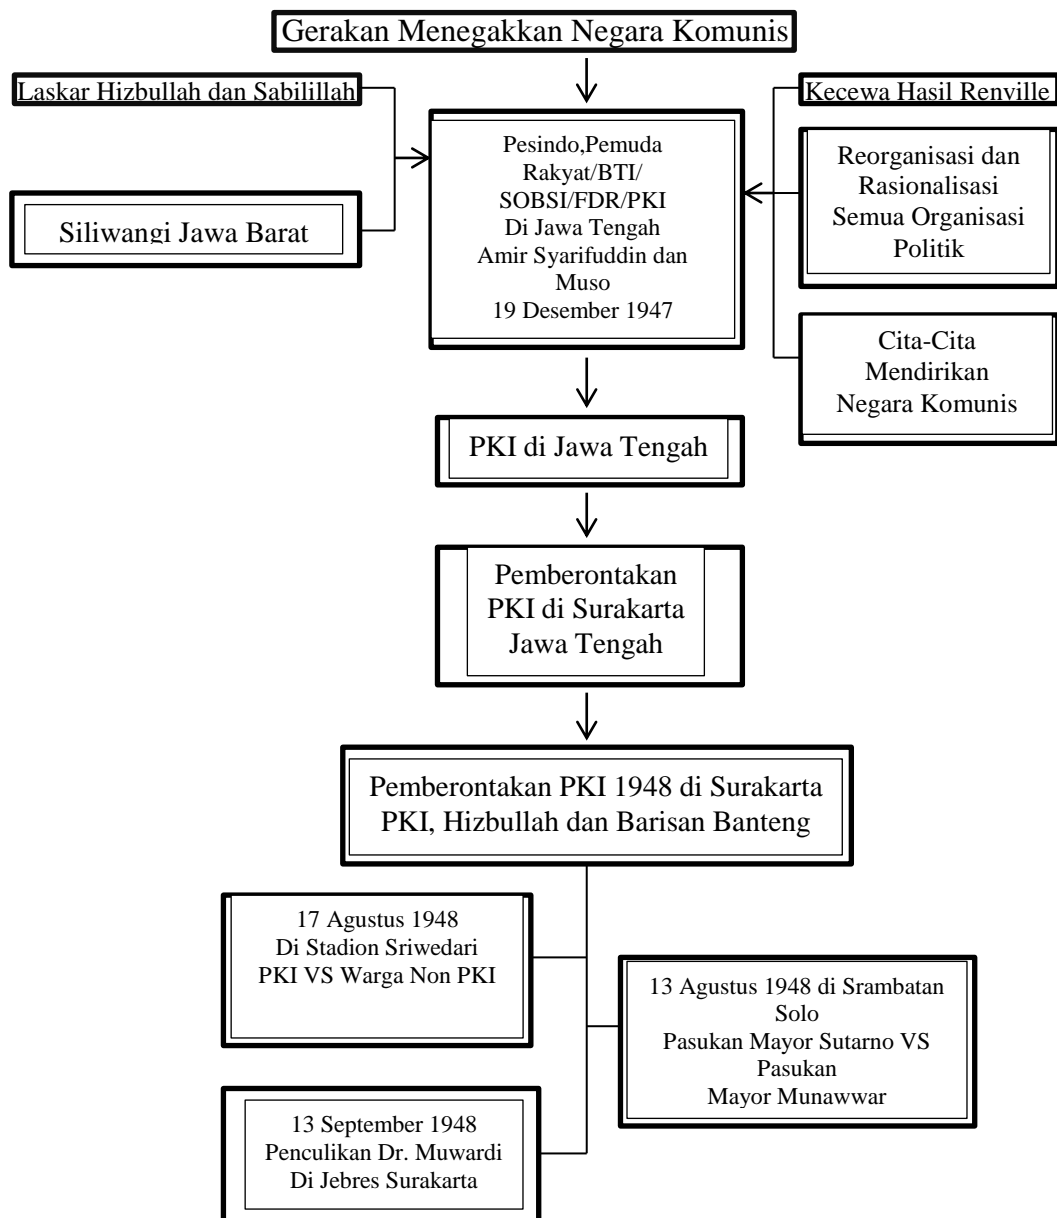 Gerakan Menegakkan Negara Komunis
Laskar Hizbullah dan Sabilillah
Siliwangi Jawa Barat
Pesindo,Pemuda
Rakyat/BTI/
SOBSI/FDR/PKI
Di Jawa Tengah
Amir Syarifuddin dan
Muso
19 Desember 1947
Kecewa Hasil Renville
Reorganisasi dan
Rasionalisasi
Semua Organisasi
Politik
Cita-Cita
Mendirikan
Negara Komunis
PKI di Jawa Tengah
Pemberontakan
PKI di Surakarta
Jawa Tengah
Pemberontakan PKI 1948 di Surakarta
PKI, Hizbullah dan Barisan Banteng
17 Agustus 1948
Di Stadion Sriwedari
PKI VS Warga Non PKI
13 Agustus 1948 di Srambatan
Solo
Pasukan Mayor Sutarno VS
Pasukan
Mayor Munawwar
13 September 1948
Penculikan Dr. Muwardi
Di Jebres Surakarta